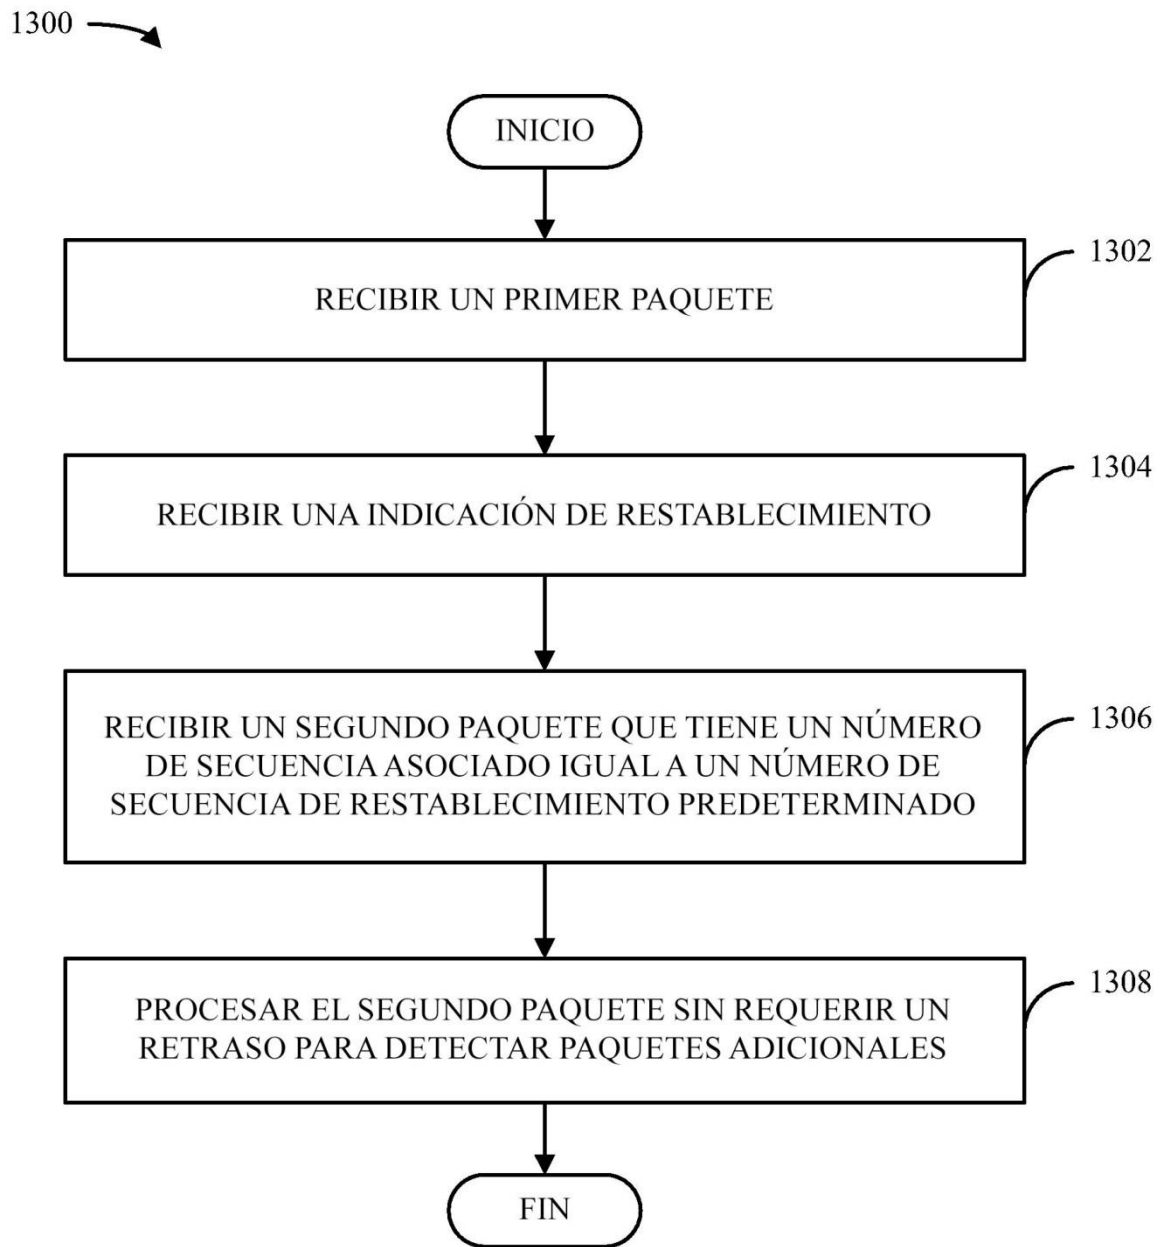 1300
INICIO
RECIBIR UN PRIMER PAQUETE
1302
RECIBIR UNA INDICACIÓN DE RESTABLECIMIENTO
1304
RECIBIR UN SEGUNDO PAQUETE QUE TIENE UN NÚMERO
DE SECUENCIA ASOCIADO IGUAL A UN NÚMERO DE
SECUENCIA DE RESTABLECIMIENTO PREDETERMINADO
1306
PROCESAR EL SEGUNDO PAQUETE SIN REQUERIR UN
RETRASO PARA DETECTAR PAQUETES ADICIONALES
1308
FIN